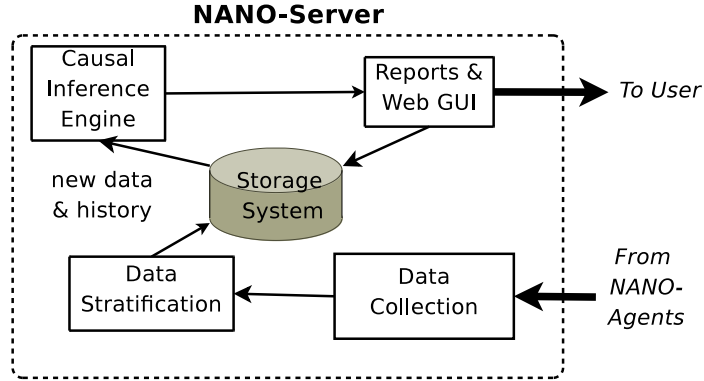 NANO-Server
Causal
Inference
Engine
Reports &
Web GUI
To User
Storage
System
new data
& history
Data
Stratification
Data
Collection
From
NANO-
Agents